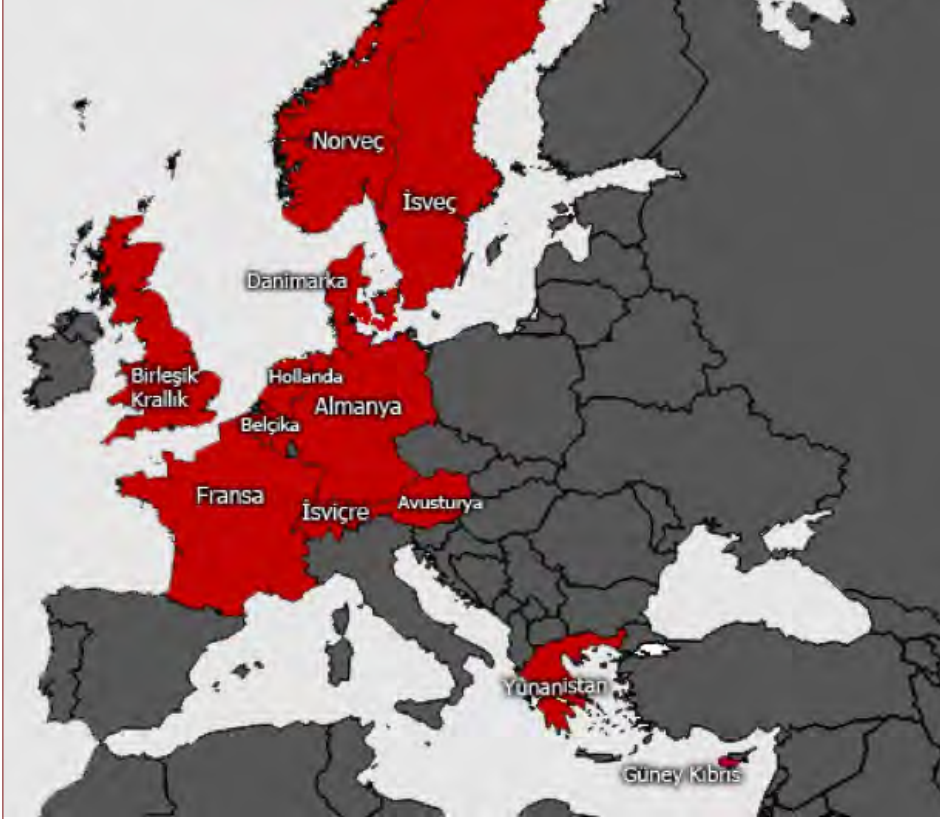 Norveç
İsveç
Danimarka
Birleşik
Krallık
Hollanda
Almanya
Belçika
Fransa
İsviçre
Avusturya
Yunanistan
Güney Kıbrıs